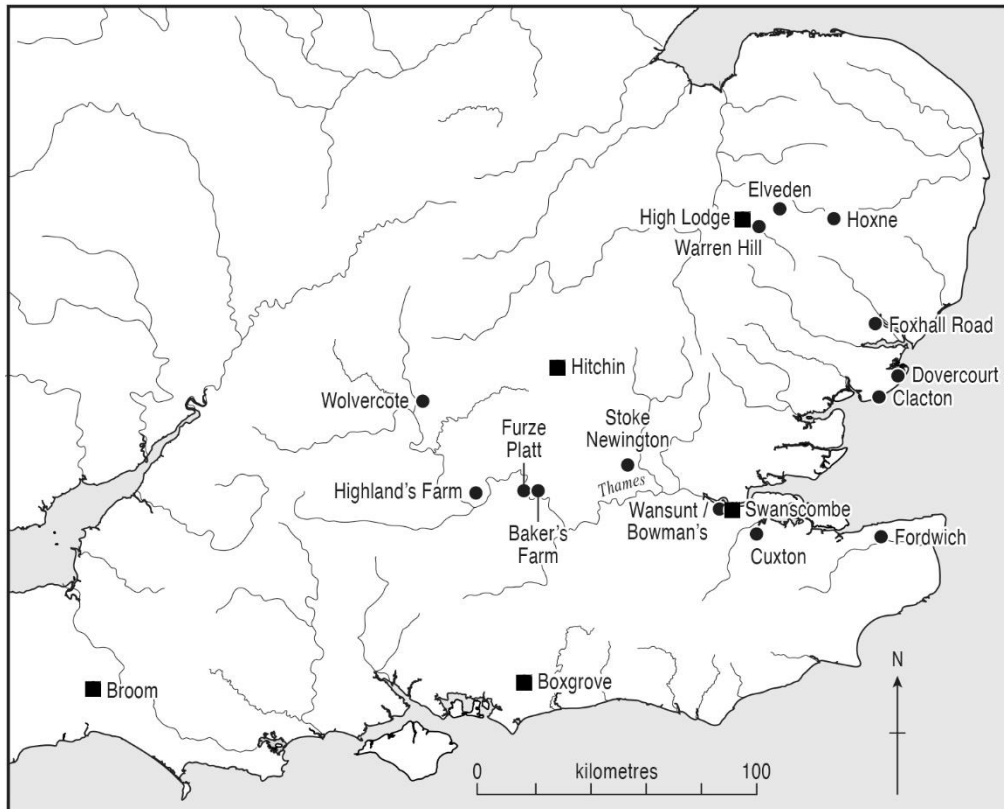 Elveden
High Lodge
Hoxne
Warren Hill
Foxhall Road
Hitchin
Dovercourt
Clacton
Wolvercote
Furze
Platt
Stoke
Newington
Highland's Farm
Thames
Baker's
Farm
Wansunt /
Bowman's
Swanscombe
Cuxton
Fordwich
Broom
Boxgrove
N
0 kilometres 100